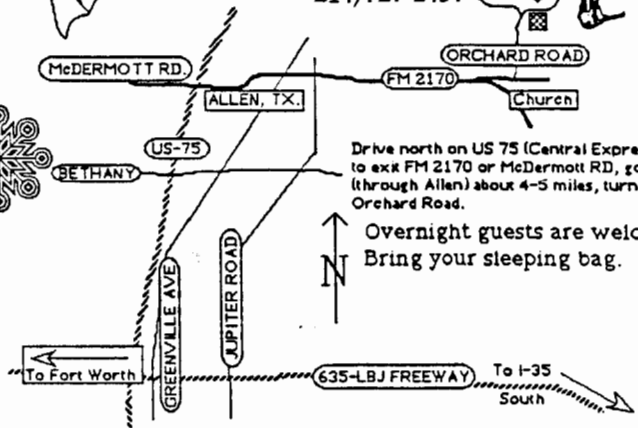 ORCHARD ROAD
McDERMOTT RD.
FM 2170
ALLEN, TX.
Church
US-75
BETHANY
Drive north on US 75 (Central Expre
to exit FM 2170 or McDermott RD, go
(through Allen) about 4-5 miles, turn
Orchard Road.
Overnight guests are welc
Bring your sleeping bag.
N
GREENVILLE AVE
JUPITER ROAD
To Fort Worth
635-LBJ FREEWAY
To I-35
South